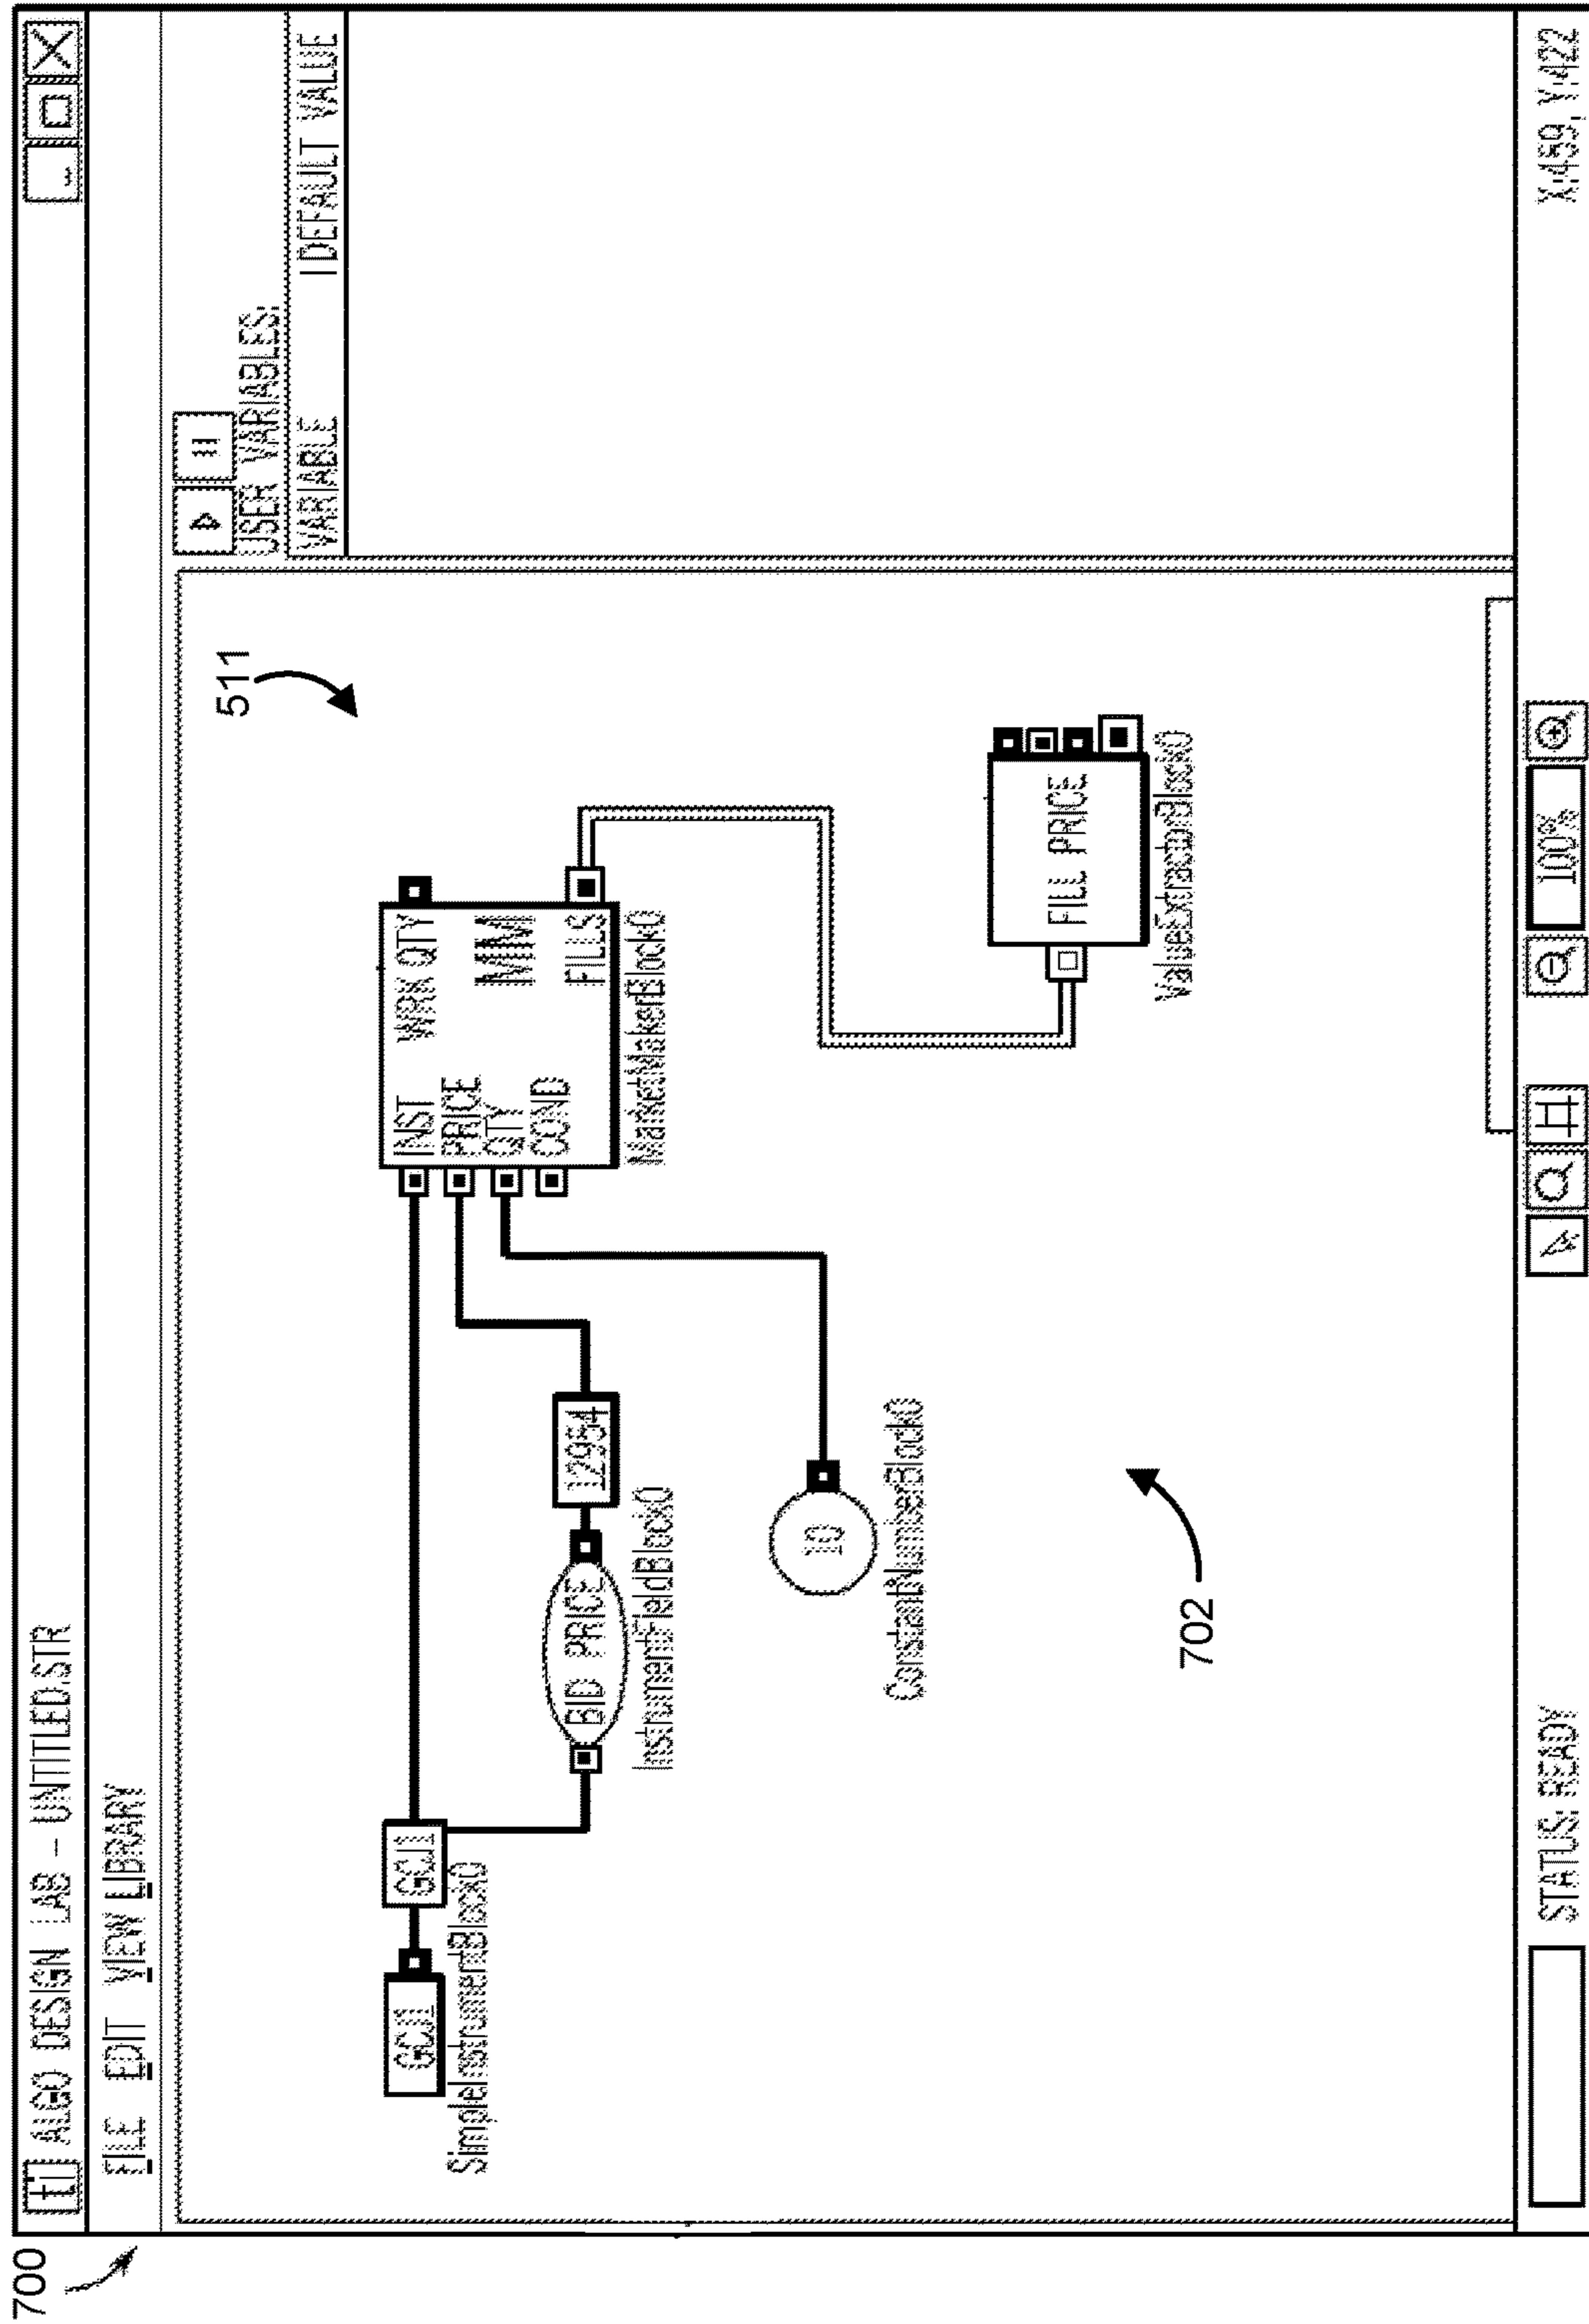 700
ALGO DESIGN LAB – UNTITLED.STR
FILE EDIT VIEW LIBRARY
USER VARIABLES:
VARIABLE | DEFAULT VALUE
511
GCJ1
GCJ1
SimpleInstrumentBlock0
INST WRK QTY
PRICE
QTY MM
COND FILLS
MarketMakerBlock0
BID PRICE
12954
InstrumentFieldBlock0
10
ConstantNumberBlock0
FILL PRICE
ValueExtractorBlock0
702
STATUS: READY
100%
X:459, Y:422